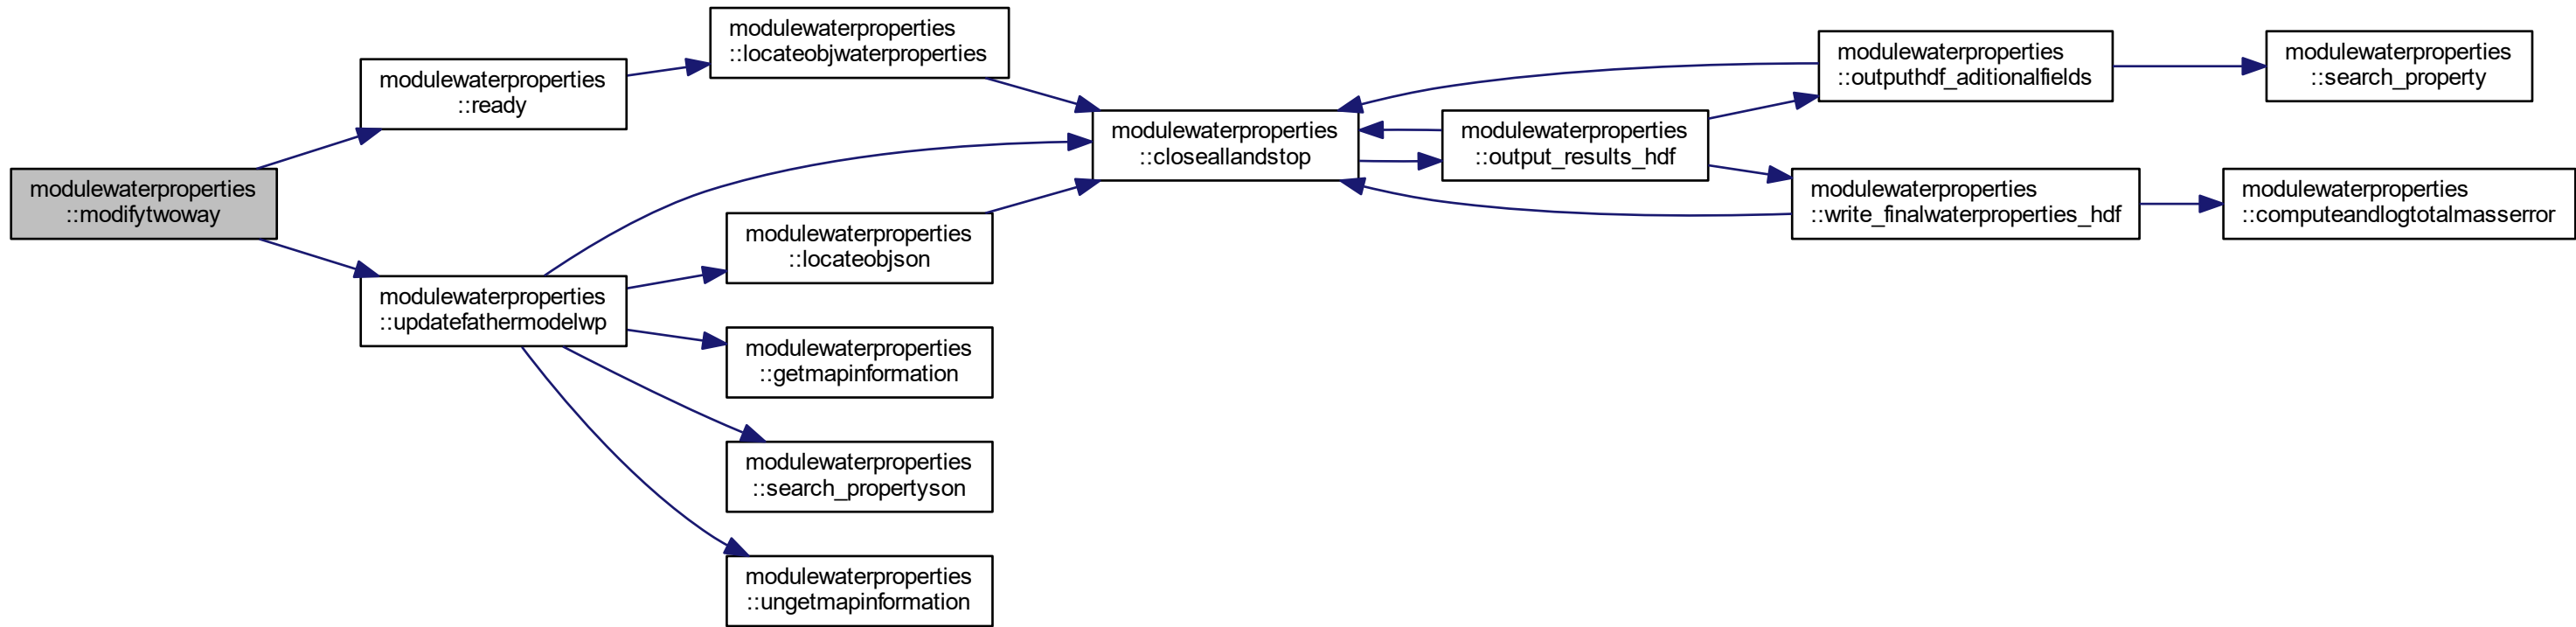 modulewaterproperties
::modifytwoway
modulewaterproperties
::ready
modulewaterproperties
::updatefathermodelwp
modulewaterproperties
::locateobjwaterproperties
modulewaterproperties
::locateobjson
modulewaterproperties
::getmapinformation
modulewaterproperties
::search_propertyson
modulewaterproperties
::ungetmapinformation
modulewaterproperties
::closeallandstop
modulewaterproperties
::output_results_hdf
modulewaterproperties
::outputhdf_aditionalfields
modulewaterproperties
::write_finalwaterproperties_hdf
modulewaterproperties
::search_property
modulewaterproperties
::computeandlogtotalmasserror